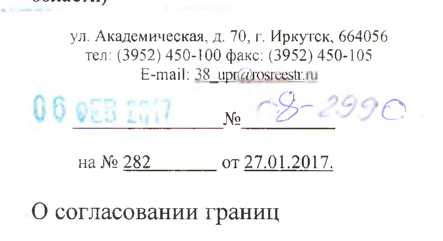 области)
ул. Академическая, д. 70, г. Иркутск, 664056
тел: (3952) 450-100 факс: (3952) 450-105
E-mail: 38_upr@rosreestr.ru
06 ФЕВ 2017 № 08-2990
на № 282 от 27.01.2017.
О согласовании границ